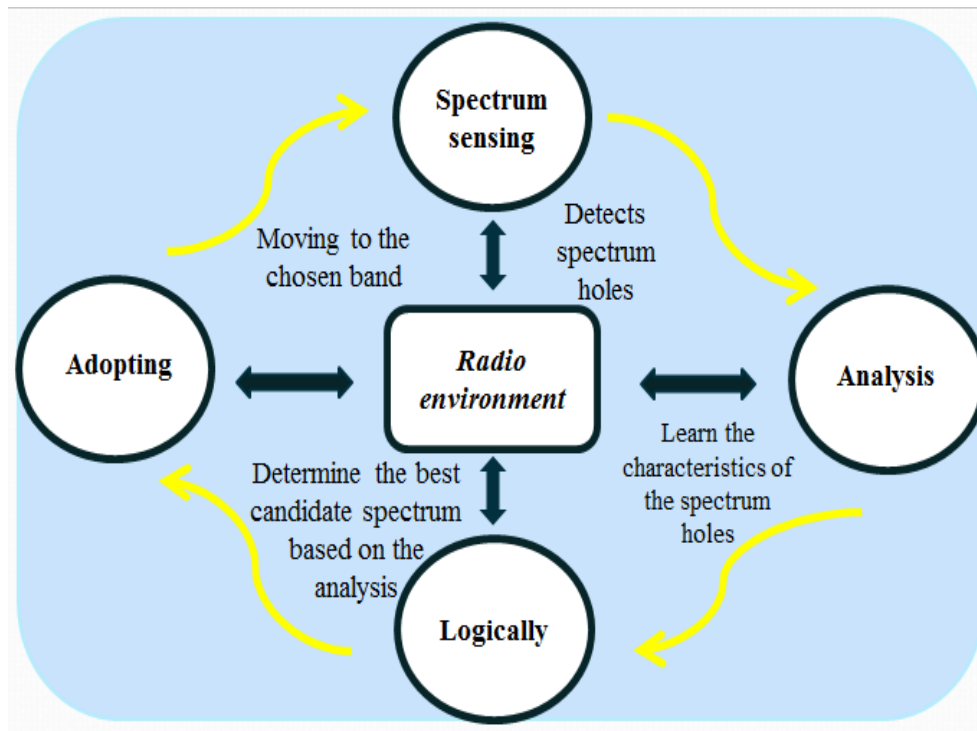 Spectrum
sensing
Moving to the
chosen band
Detects
spectrum
holes
Adopting
Radio
environment
Analysis
Learn the
characteristics of
the spectrum
holes
Determine the best
candidate spectrum
based on the
analysis
Logically